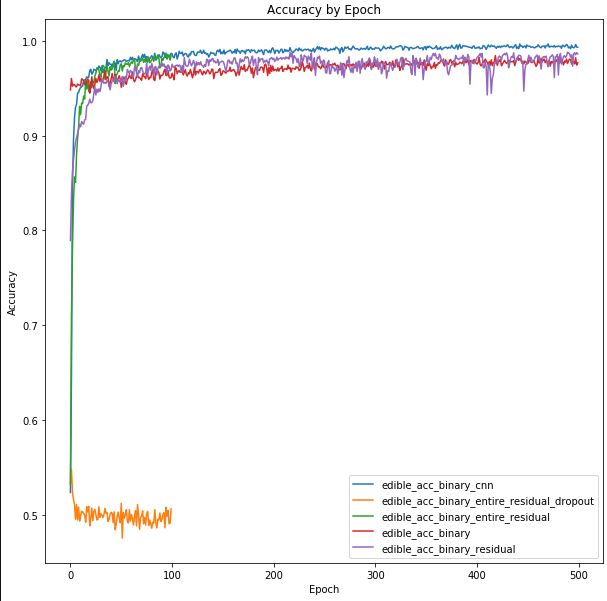 Accuracy by Epoch
1.0
0.9
0.8
0.7
0.6
0.5
Accuracy
0
100
200
300
400
500
Epoch
edible_acc_binary_cnn
edible_acc_binary_entire_residual_dropout
edible_acc_binary_entire_residual
edible_acc_binary
edible_acc_binary_residual